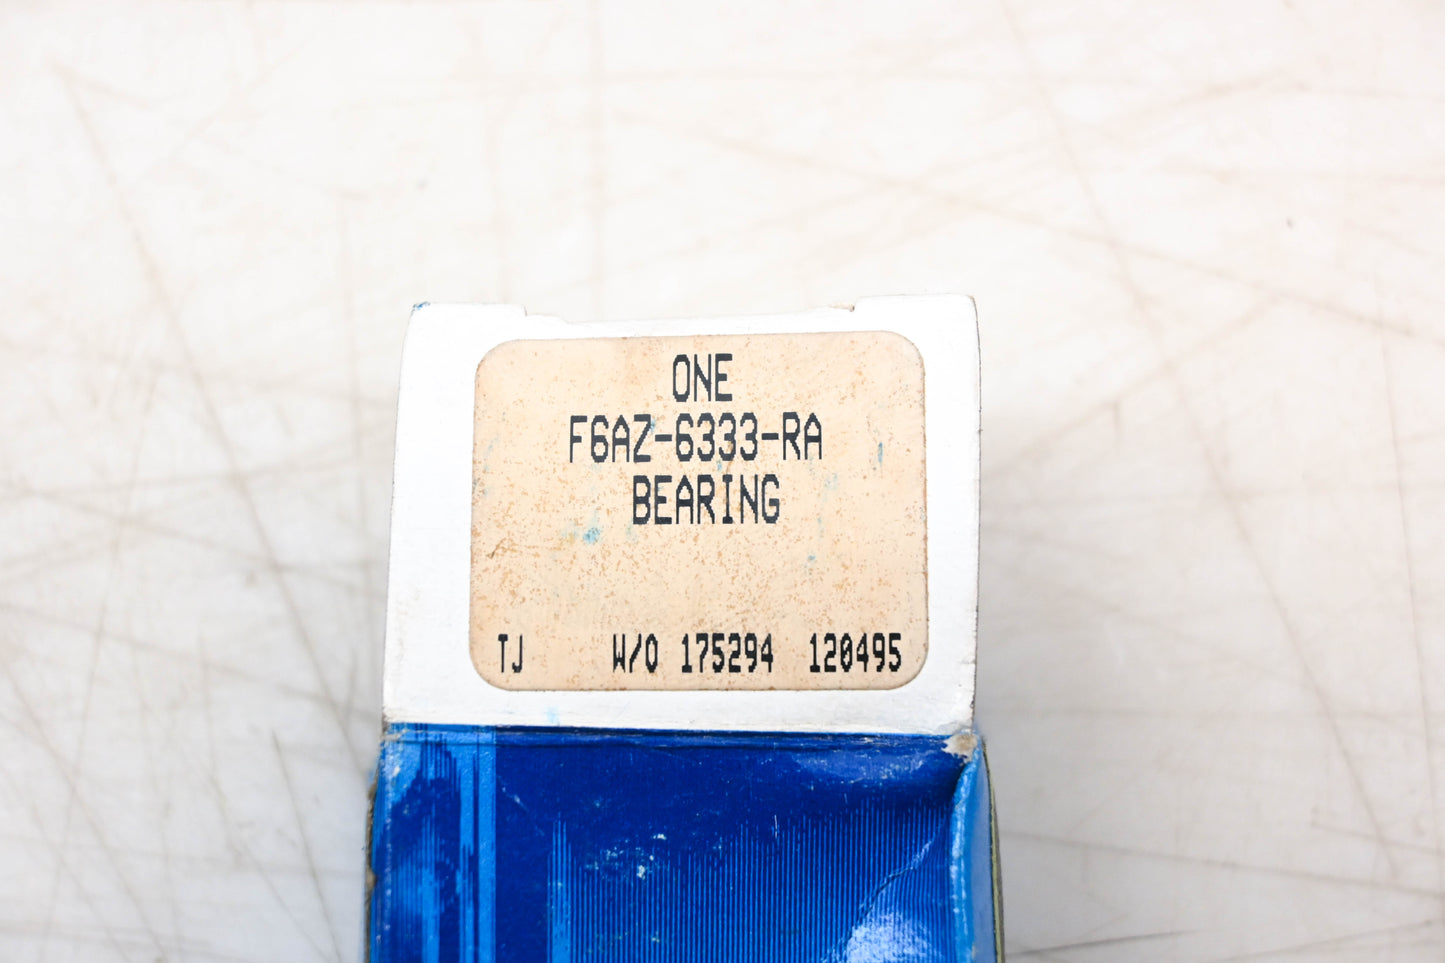 ONE
F6AZ-6333-RA
BEARING
TJ W/O 175294 120495